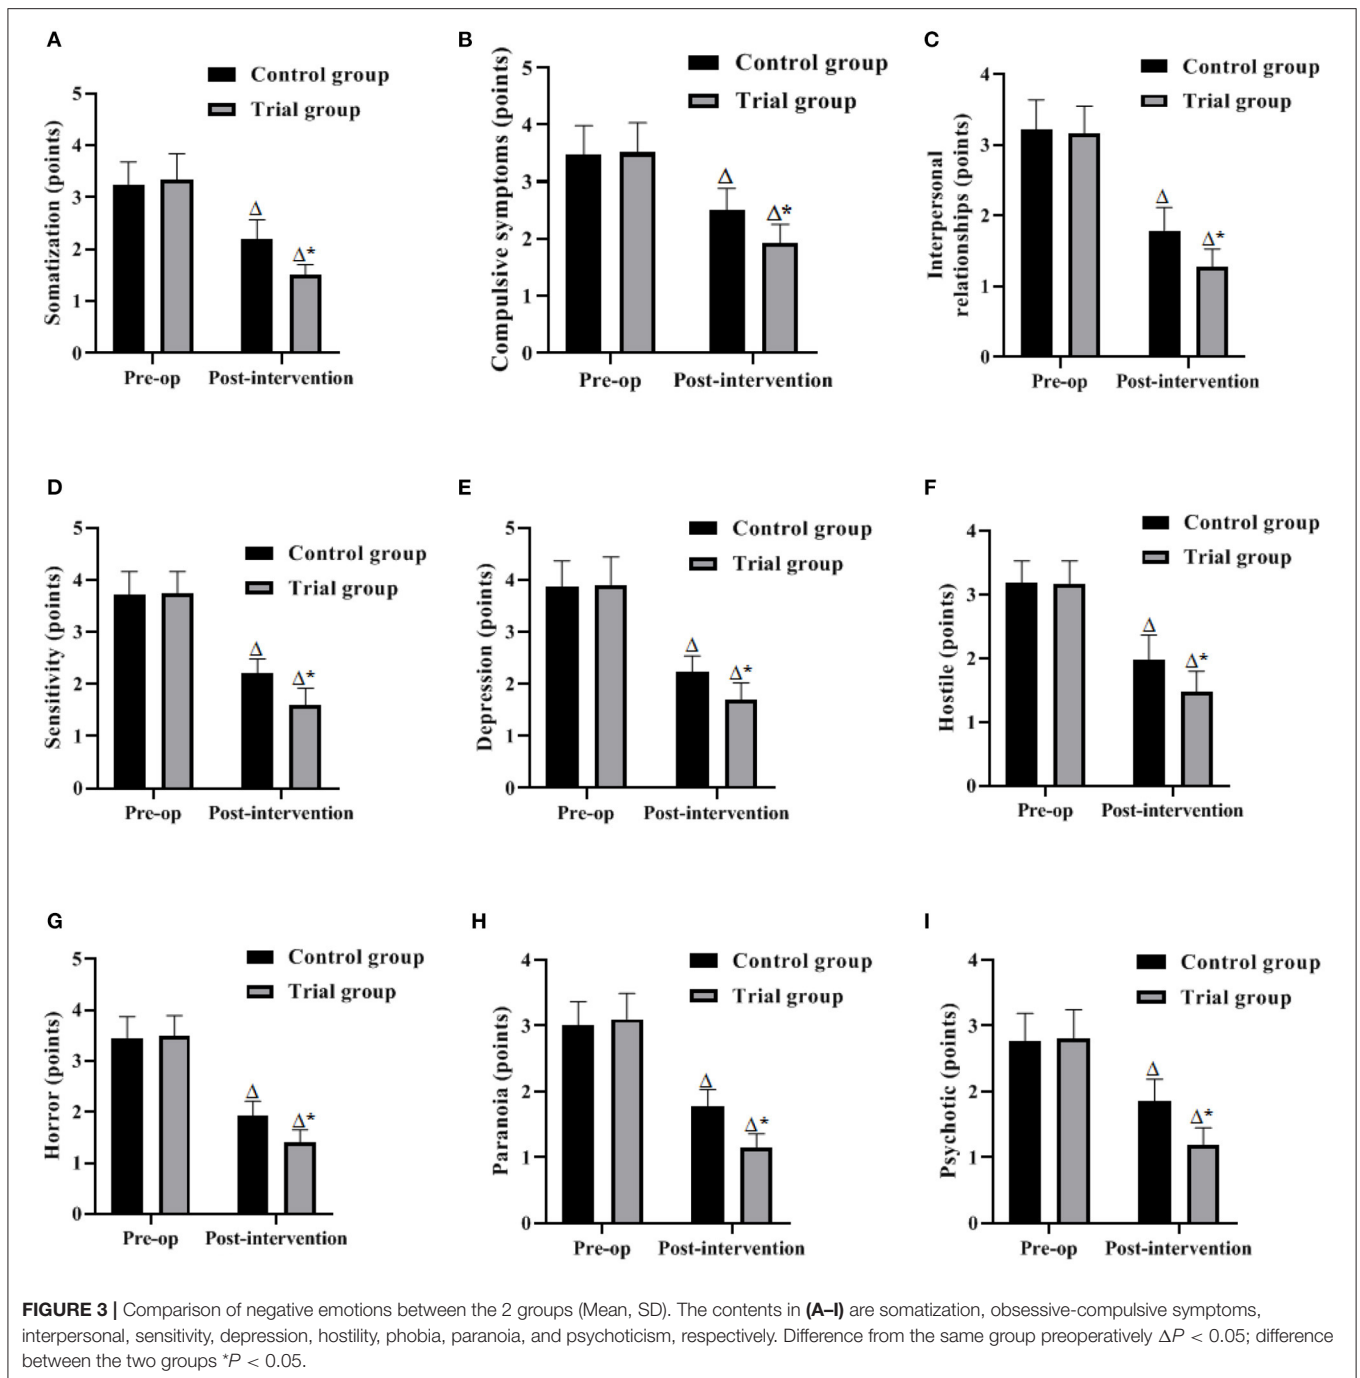 A
Control group
Trial group
Somatization (points)
5
4
3
2
1
0
Δ
Δ*
Pre-op
Post-intervention
B
Control group
Trial group
Compulsive symptoms (points)
5
4
3
2
1
0
Δ
Δ*
Pre-op
Post-intervention
C
Control group
Trial group
Interpersonal
relationships (points)
4
3
2
1
0
Δ
Δ*
Pre-op
Post-intervention
D
Control group
Trial group
Sensitivity (points)
5
4
3
2
1
0
Δ
Δ*
Pre-op
Post-intervention
E
Control group
Trial group
Depression (points)
5
4
3
2
1
0
Δ
Δ*
Pre-op
Post-intervention
F
Control group
Trial group
Hostile (points)
4
3
2
1
0
Δ
Δ*
Pre-op
Post-intervention
G
Control group
Trial group
Horror (points)
5
4
3
2
1
0
Δ
Δ*
Pre-op
Post-intervention
H
Control group
Trial group
Paranoia (points)
4
3
2
1
0
Δ
Δ*
Pre-op
Post-intervention
I
Control group
Trial group
Psychotic (points)
4
3
2
1
0
Δ
Δ*
Pre-op
Post-intervention
FIGURE 3 | Comparison of negative emotions between the 2 groups (Mean, SD). The contents in (A–I) are somatization, obsessive-compulsive symptoms,
interpersonal, sensitivity, depression, hostility, phobia, paranoia, and psychoticism, respectively. Difference from the same group preoperatively ΔP < 0.05; difference
between the two groups *P < 0.05.